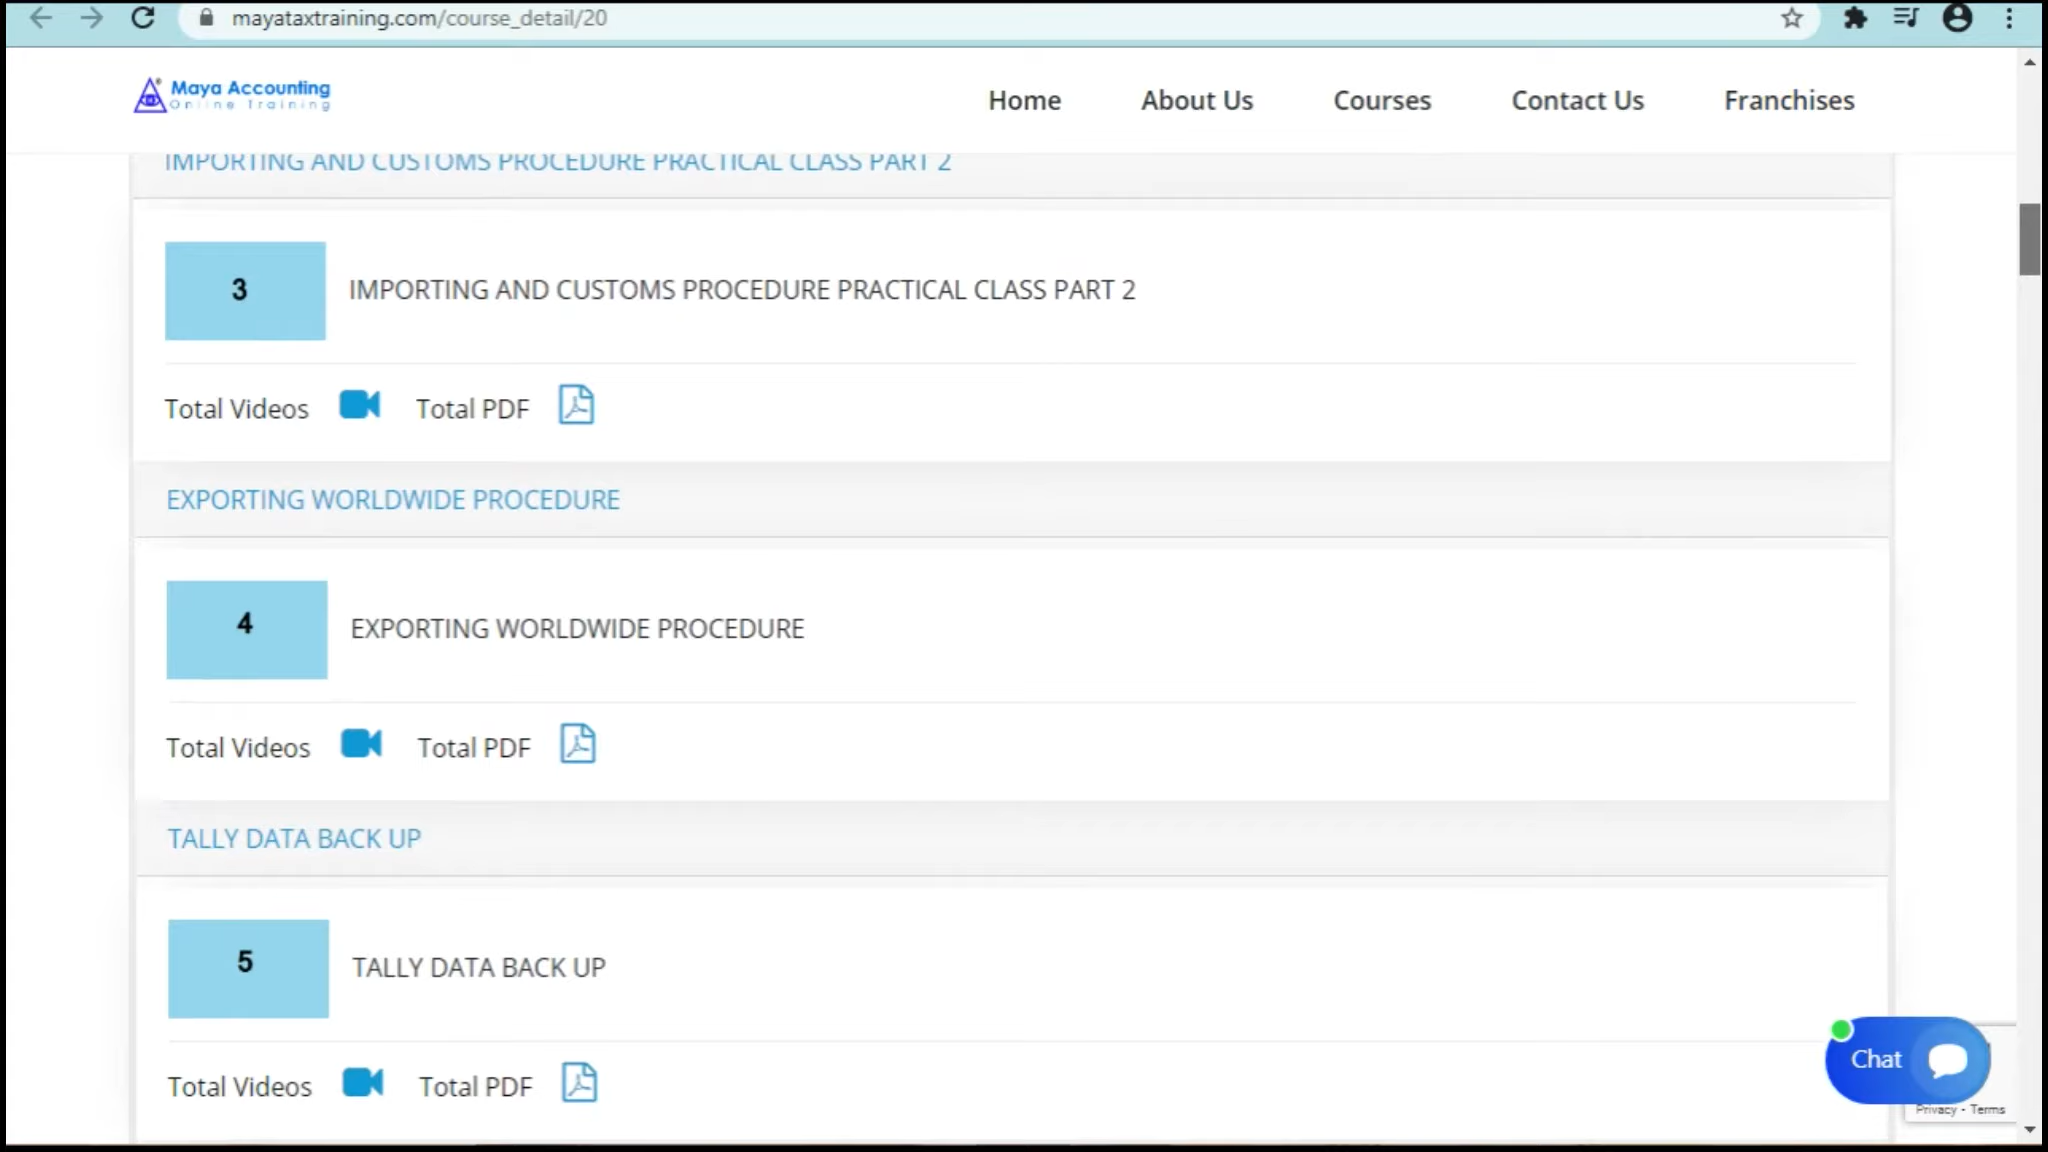 mayataxtraining.com/course_detail/20
Maya Accounting
Online Training
Home About Us Courses Contact Us Franchises
IMPORTING AND CUSTOMS PROCEDURE PRACTICAL CLASS PART 2
3 IMPORTING AND CUSTOMS PROCEDURE PRACTICAL CLASS PART 2
Total Videos Total PDF
EXPORTING WORLDWIDE PROCEDURE
4 EXPORTING WORLDWIDE PROCEDURE
Total Videos Total PDF
TALLY DATA BACK UP
5 TALLY DATA BACK UP
Total Videos Total PDF
Chat
Privacy - Terms